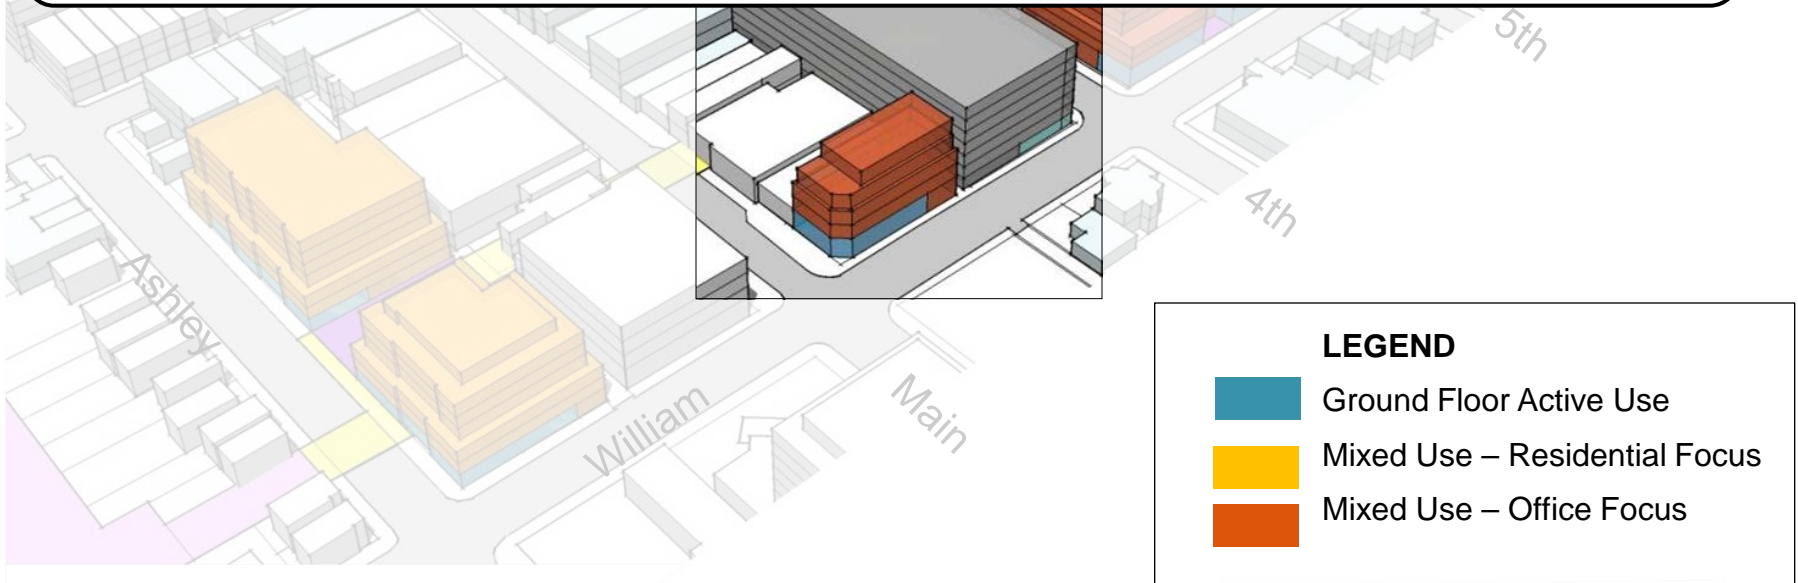 5th
4th
Ashley
William
Main
LEGEND
Ground Floor Active Use
Mixed Use – Residential Focus
Mixed Use – Office Focus